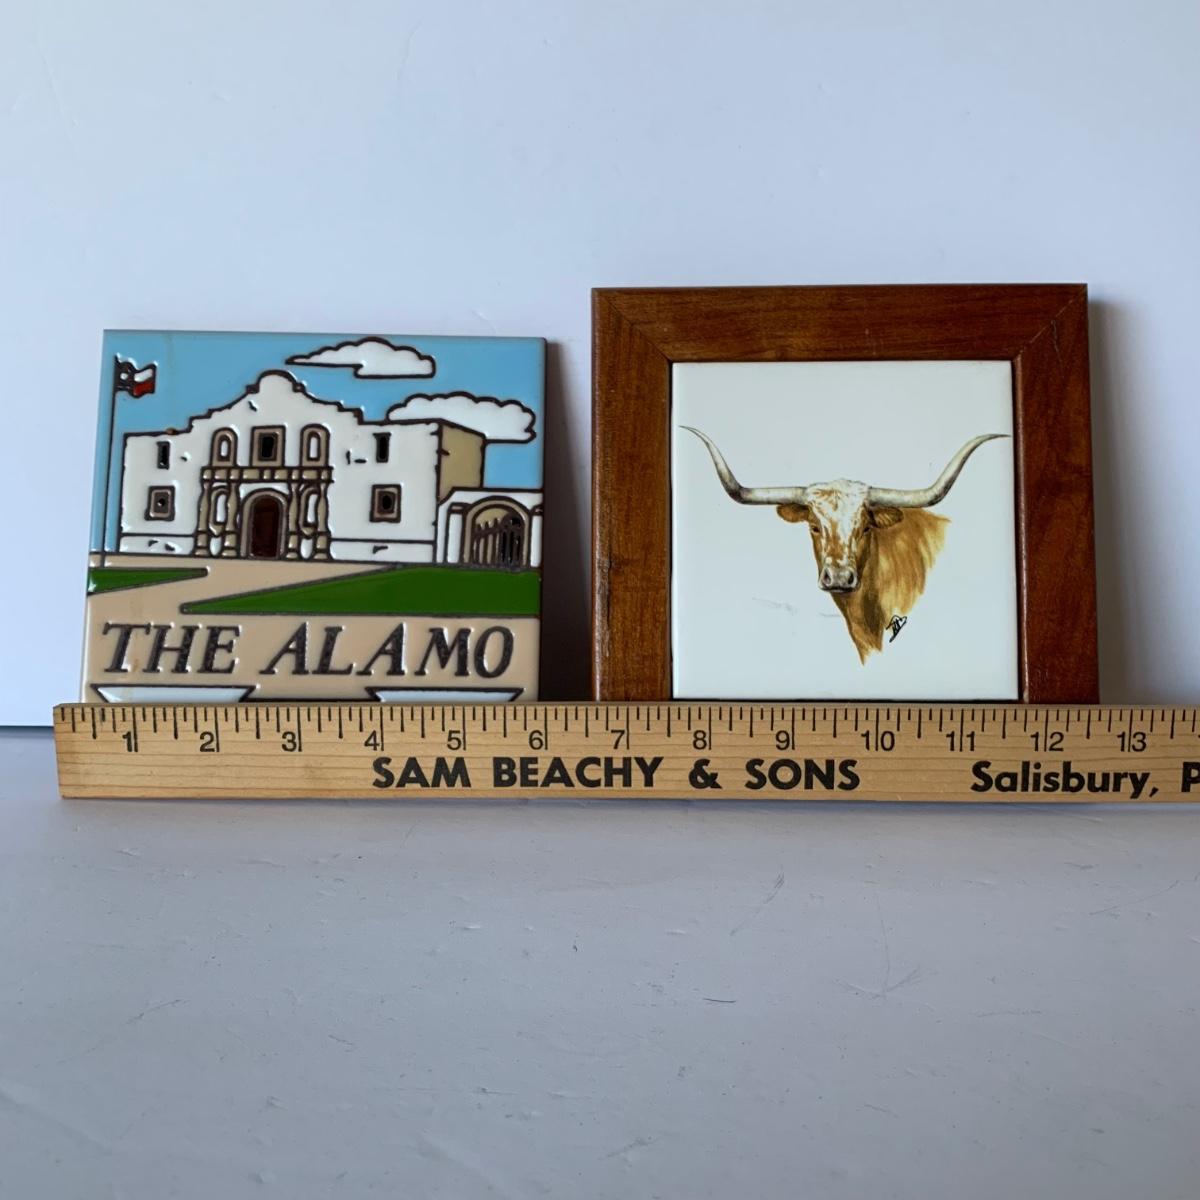 THE ALAMO
1 2 3 4 5 6 7 8 9 10 11 12 13
SAM BEACHY & SONS Salisbury, P